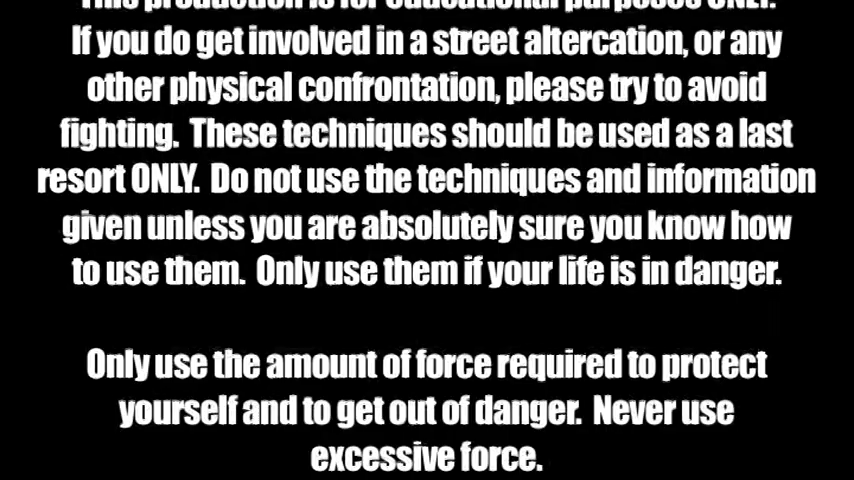 This production is for educational purposes ONLY.
If you do get involved in a street altercation, or any
other physical confrontation, please try to avoid
fighting.  These techniques should be used as a last
resort ONLY.  Do not use the techniques and information
given unless you are absolutely sure you know how
to use them.  Only use them if your life is in danger.
Only use the amount of force required to protect
yourself and to get out of danger.  Never use
excessive force.